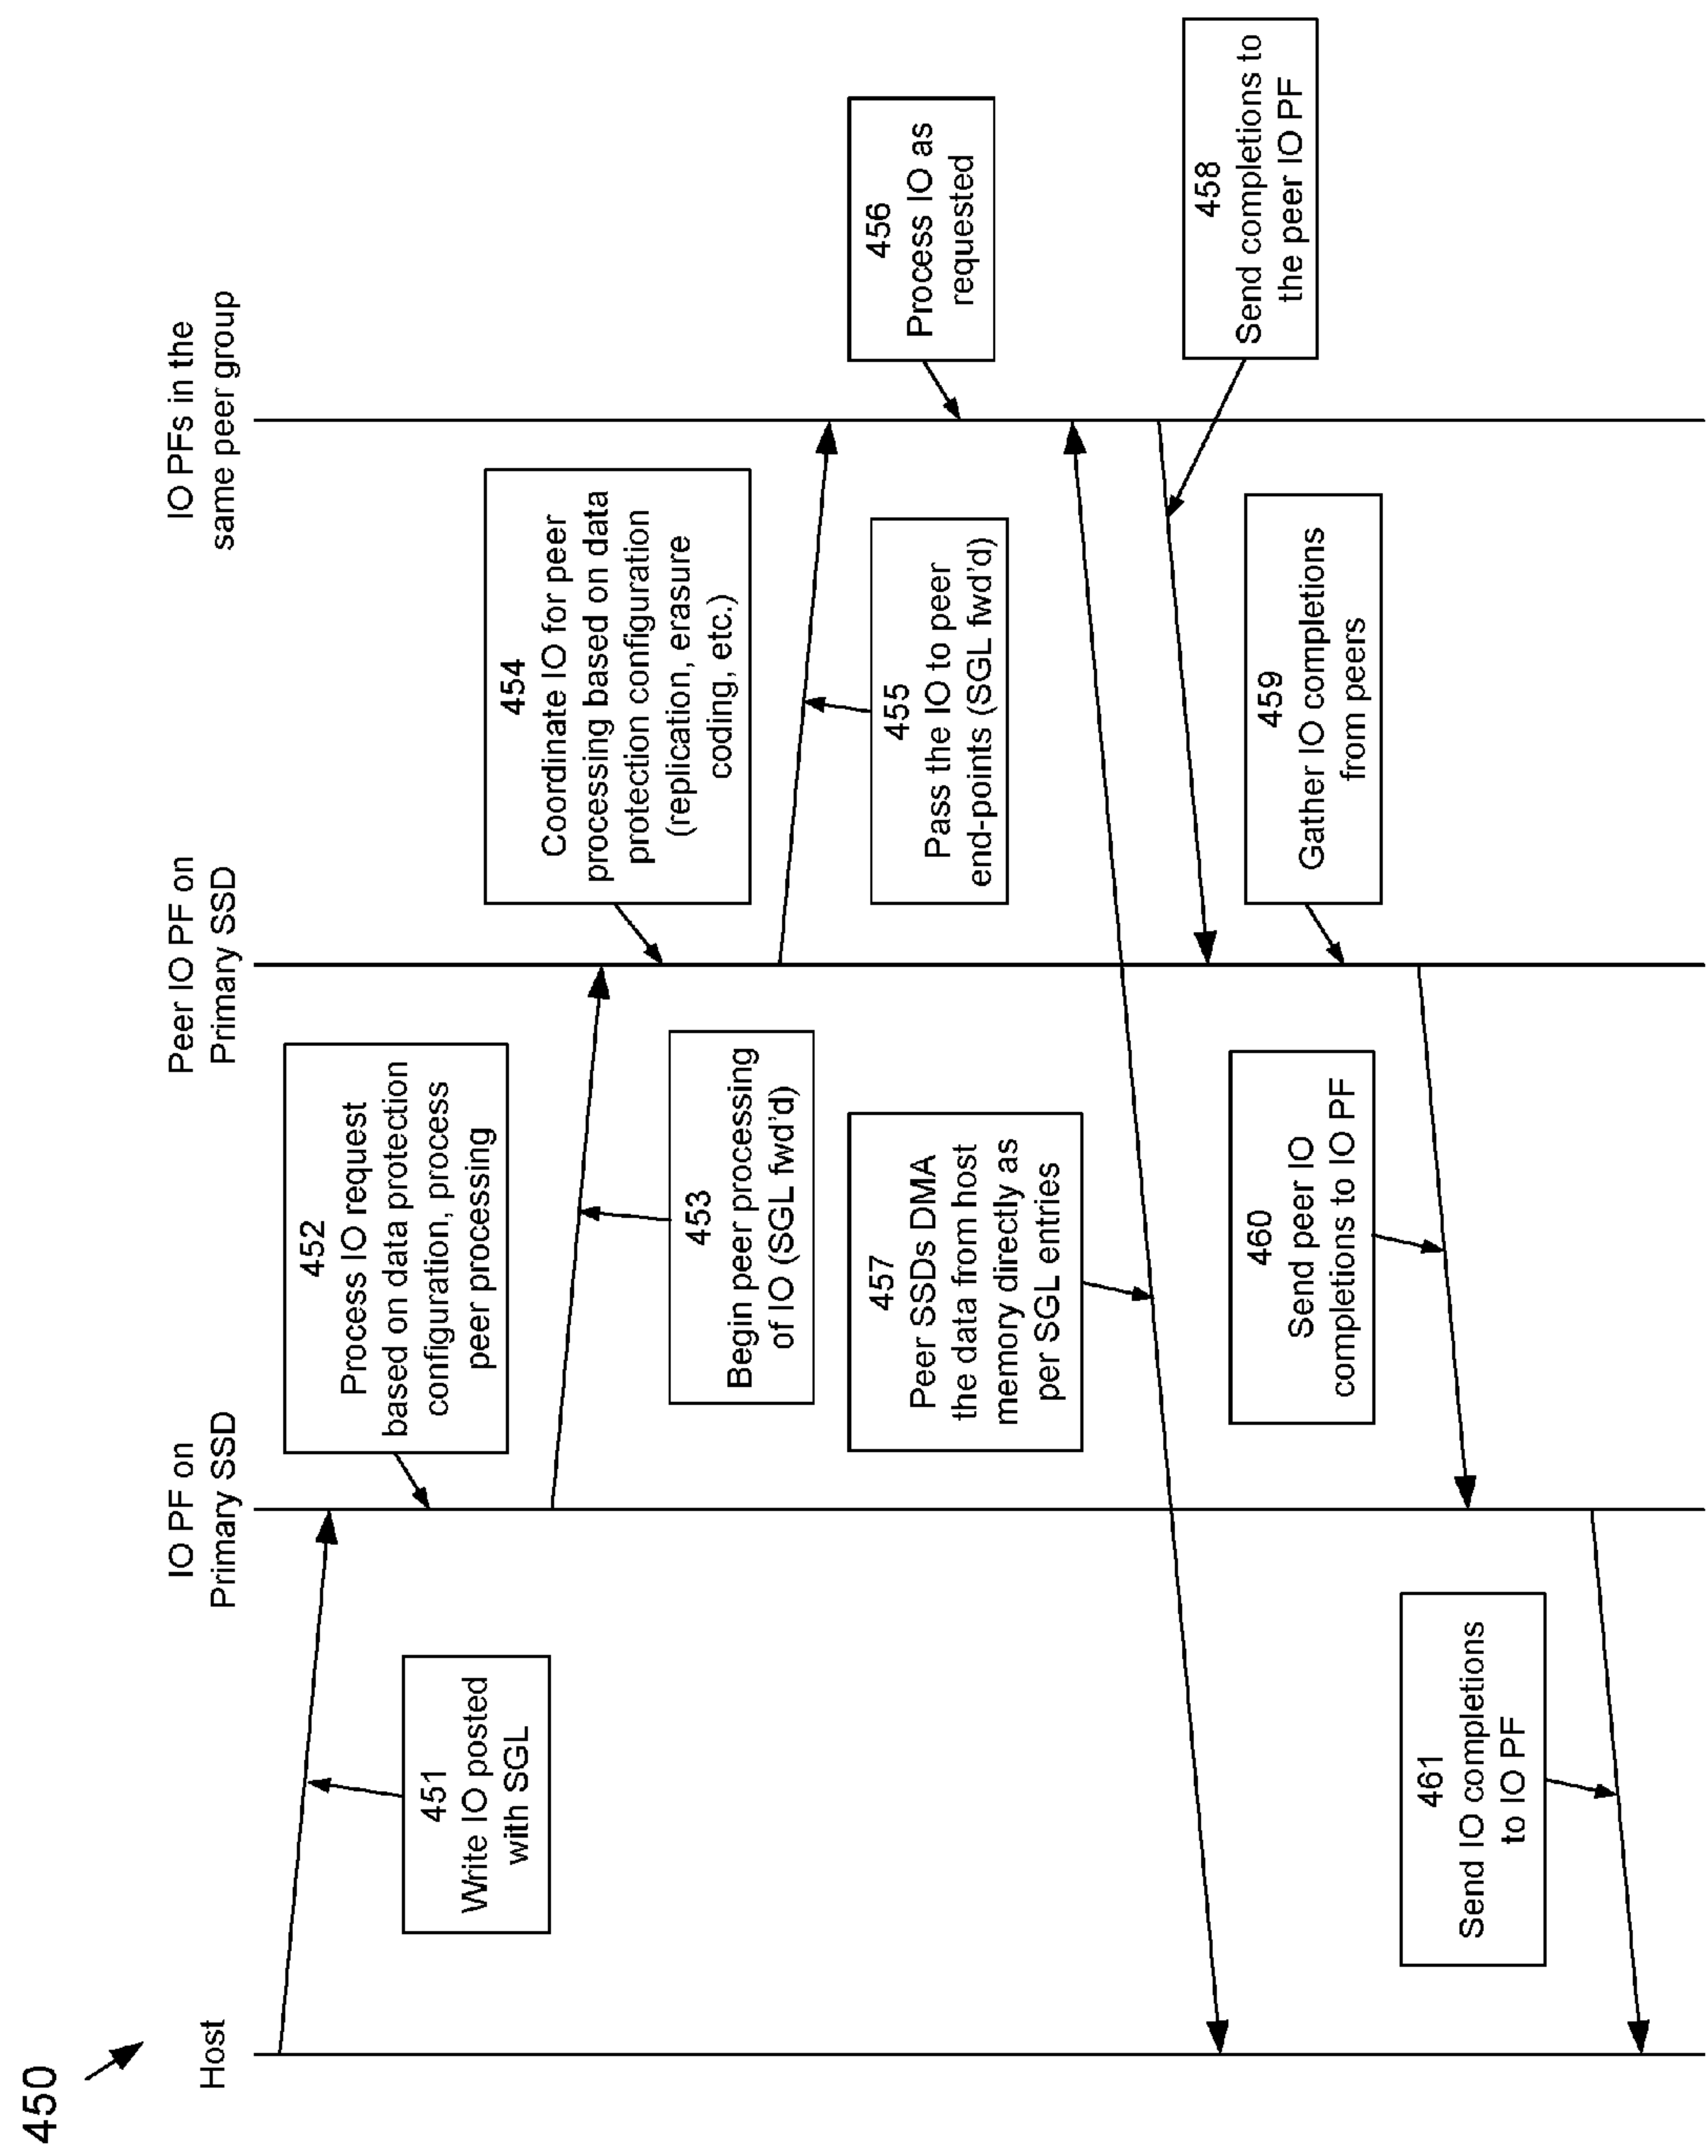 450
Host
IO PF on
Primary SSD
Peer IO PF on
Primary SSD
IO PFs in the
same peer group
451
Write IO posted
with SGL
452
Process IO request
based on data protection
configuration, process
peer processing
453
Begin peer processing
of IO (SGL fwd'd)
454
Coordinate IO for peer
processing based on data
protection configuration
(replication, erasure
coding, etc.)
455
Pass the IO to peer
end-points (SGL fwd'd)
456
Process IO as
requested
457
Peer SSDs DMA
the data from host
memory directly as
per SGL entries
458
Send completions to
the peer IO PF
459
Gather IO completions
from peers
460
Send peer IO
completions to IO PF
461
Send IO completions
to IO PF